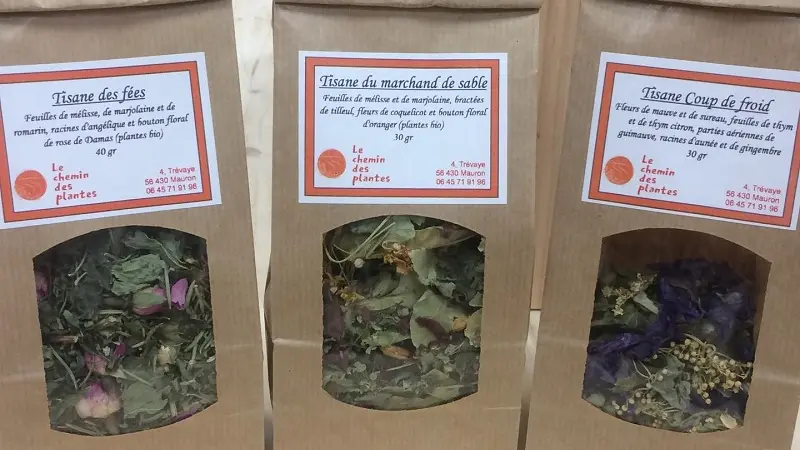 Tisane des fées
Feuilles de mélisse, de marjolaine et de
romarin, racines d'angélique et bouton floral
de rose de Damas (plantes bio)
40 gr
Le
chemin
des
plantes
4, Trévaye
56 430 Mauron
06 45 71 91 96
Tisane du marchand de sable
Feuilles de mélisse et de marjolaine, bractées
de tilleul, fleurs de coquelicot et bouton floral
d'oranger (plantes bio)
30 gr
Le
chemin
des
plantes
4, Trévaye
56 430 Mauron
06 45 71 91 96
Tisane Coup de froid
Fleurs de mauve et de sureau, feuilles de thym
et de thym citron, parties aériennes de
guimauve, racines d'aunée et de gingembre
30 gr
Le
chemin
des
plantes
4, Trévaye
56 430 Mauron
06 45 71 91 96